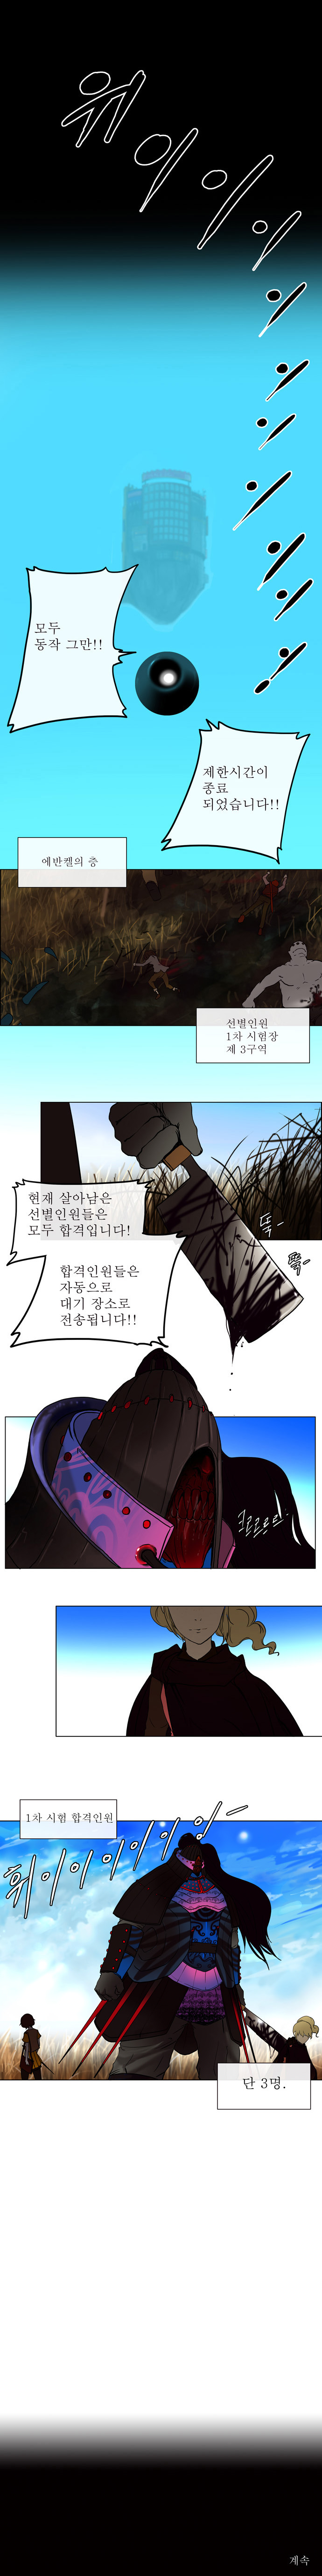 위이이이이이이이이이이
모두
동작 그만!!
제한시간이
종료
되었습니다!!
에반켈의 층
선별인원
1차 시험장
제 3구역
현재 살아남은
선별인원들은
모두 합격입니다!
합격인원들은
자동으로
대기 장소로
전송됩니다!!
뚝-
뚝-
크르르르르..
1차 시험 합격인원
휘이이이이이잉-
단 3명.
계속